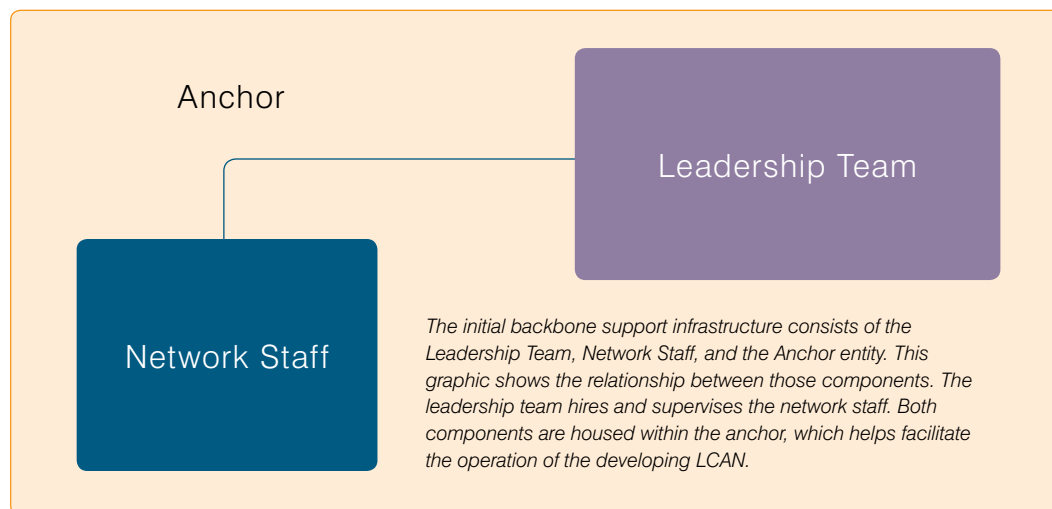 Anchor
Leadership Team
Network Staff
The initial backbone support infrastructure consists of the
Leadership Team, Network Staff, and the Anchor entity. This
graphic shows the relationship between those components. The
leadership team hires and supervises the network staff. Both
components are housed within the anchor, which helps facilitate
the operation of the developing LCAN.